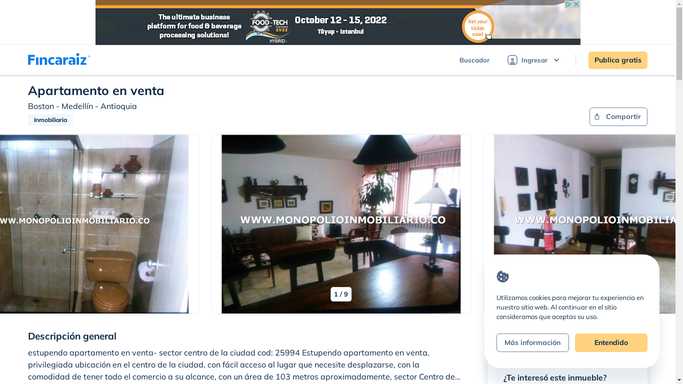 The ultimate business
platform for food & beverage
processing solutions!
FOOD-TECH
HYBRID
October 12 - 15, 2022
Tüyap - Istanbul
Fincaraiz
Buscador
Ingresar
Publica gratis
Apartamento en venta
Boston - Medellín - Antioquia
Inmobiliaria
Compartir
WWW.MONOPOLIOINMOBILIARIO.CO
WWW.MONOPOLIOINMOBILIARIO.CO
WWW.MONOPOLIOINMOBILIA
1 / 9
Utilizamos cookies para mejorar tu experiencia en
nuestro sitio web. Al continuar en el sitio
consideramos que aceptas su uso.
Más información
Entendido
Descripción general
estupendo apartamento en venta- sector centro de la ciudad cod: 25994 Estupendo apartamento en venta,
privilegiada ubicación en el centro de la ciudad, con fácil acceso al lugar que necesite desplazarse, con la
comodidad de tener todo el comercio a su alcance, con un área de 103 metros aproximadamente, sector Centro de...
¿Te interesó este inmueble?